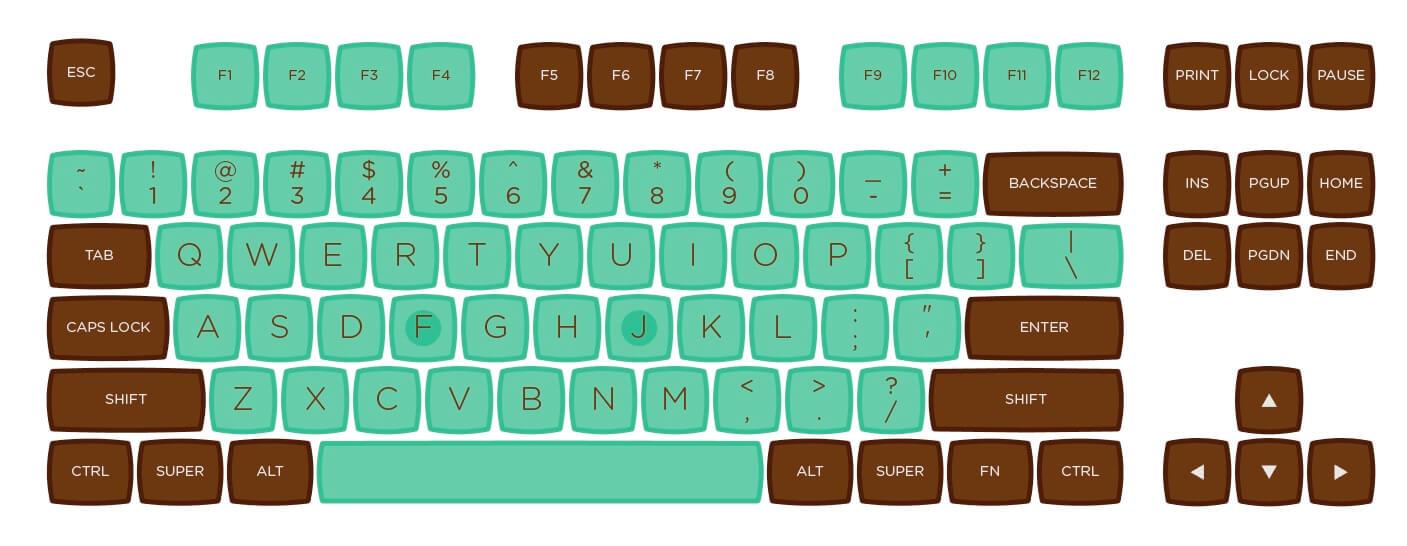 ESC F1 F2 F3 F4 F5 F6 F7 F8 F9 F10 F11 F12 PRINT LOCK PAUSE
~ ! @ # $ % ^ & * ( ) _ +
` 1 2 3 4 5 6 7 8 9 0 - = BACKSPACE INS PGUP HOME
TAB Q W E R T Y U I O P { } |
[ ] \ DEL PGDN END
CAPS LOCK A S D F G H J K L : " ENTER
; '
SHIFT Z X C V B N M < > ? SHIFT ▲
, . /
CTRL SUPER ALT ALT SUPER FN CTRL ◀ ▼ ▶